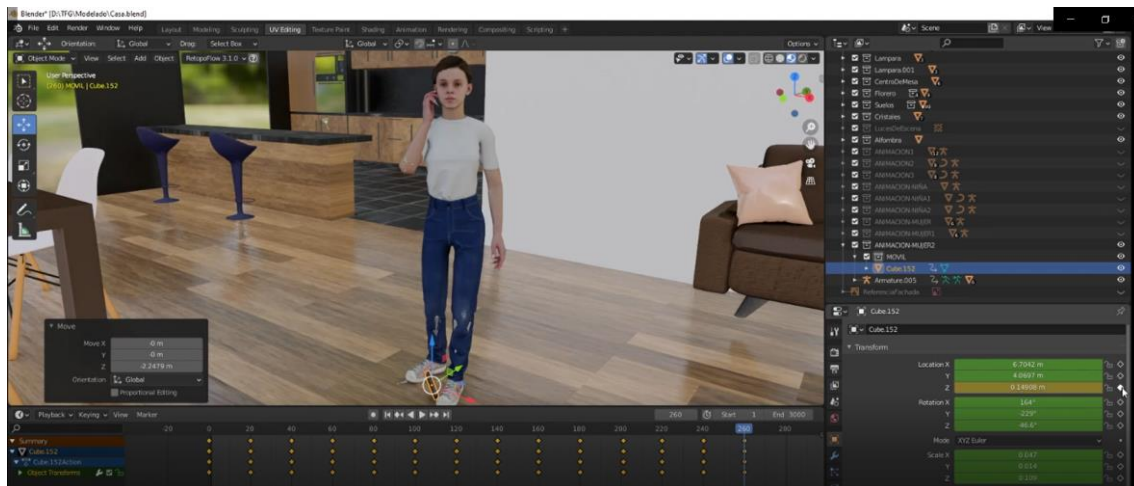 Blender* [D:\TFG\Modelado\Casa.blend]
File Edit Render Window Help Layout Modeling Sculpting UV Editing Texture Paint Shading Animation Rendering Compositing Scripting + Scene View
Orientation: Global Drag: Select Box Global Options
Object Mode View Select Add Object RetopoFlow 3.1.0
User Perspective
(260) MOVIL | Cube.152
Lampara
Lampara.001
CentroDeMesa
Florero
Suelos
Cristales
Alfombra
ANIMACION1
ANIMACION2
ANIMACION3
ANIMACION-NIÑA
ANIMACION-NIÑA1
ANIMACION-NIÑA2
ANIMACION-MUJER
ANIMACION-MUJER1
ANIMACION-MUJER2
MOVIL
Cube.152
Armature.005
ReferenciaFachada
Cube.152
Cube.152
Transform
Location X 6.7042 m
Y 4.0697 m
Z 0.14908 m
Rotation X 164°
Y -229°
Z -46.6°
Mode XYZ Euler
Scale X 0.047
Y 0.014
Z 0.109
Move
Move X -0 m
Y -0 m
Z -2.2479 m
Orientation Global
Proportional Editing
Playback Keying View Marker 260 Start 1 End 3000
-20 0 20 40 60 80 100 120 140 160 180 200 220 240 260 280
Summary
Cube.152
Cube.152Action
Object Transforms